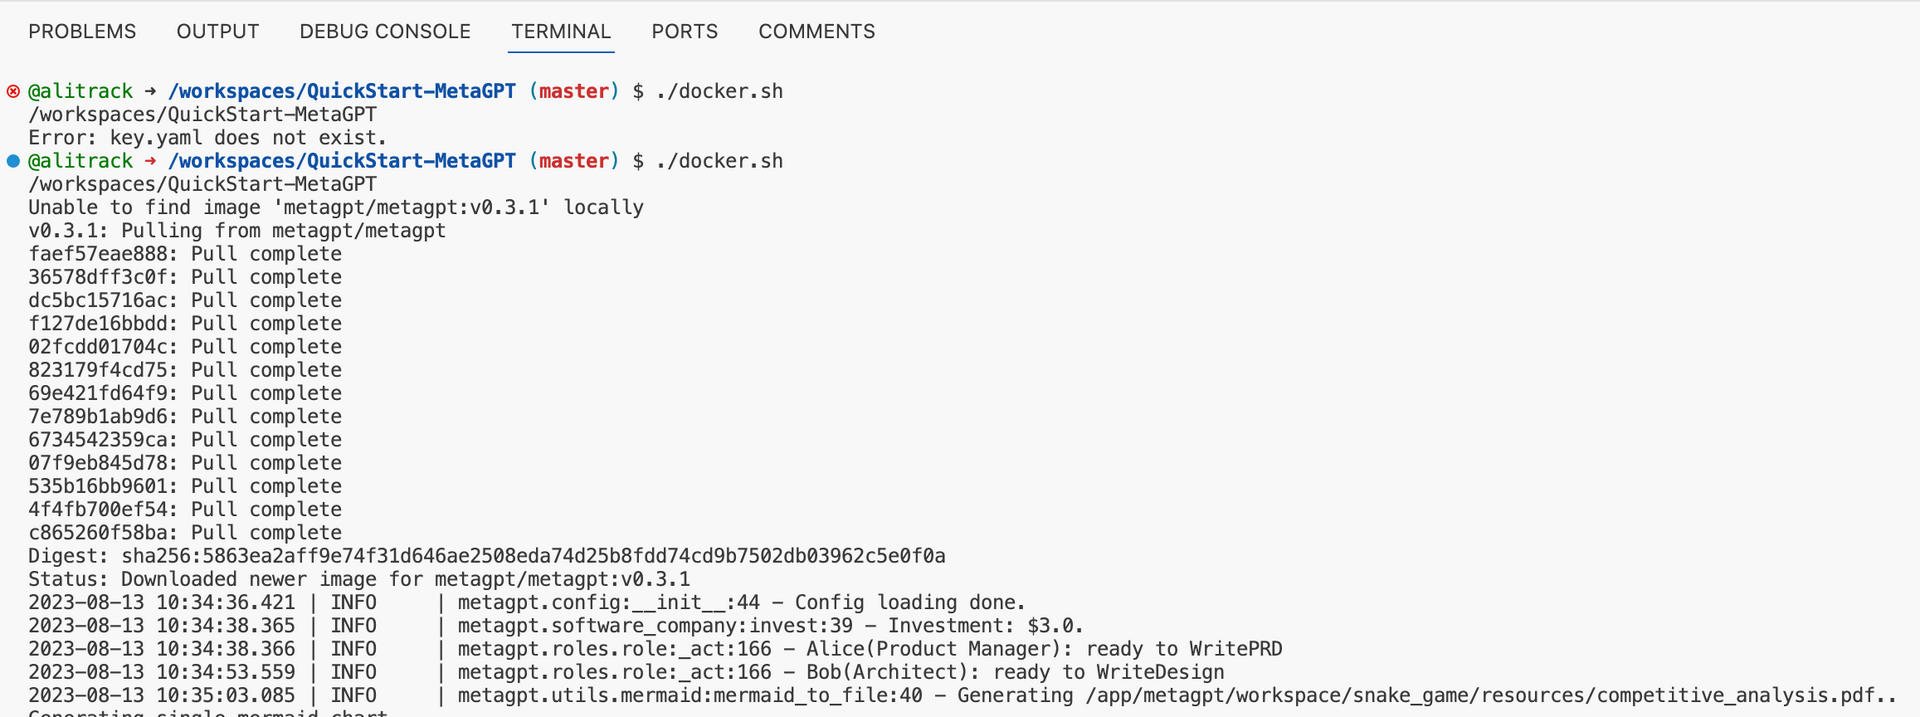 PROBLEMS OUTPUT DEBUG CONSOLE TERMINAL PORTS COMMENTS
@alitrack ➜ /workspaces/QuickStart-MetaGPT (master) $ ./docker.sh
/workspaces/QuickStart-MetaGPT
Error: key.yaml does not exist.
@alitrack ➜ /workspaces/QuickStart-MetaGPT (master) $ ./docker.sh
/workspaces/QuickStart-MetaGPT
Unable to find image 'metagpt/metagpt:v0.3.1' locally
v0.3.1: Pulling from metagpt/metagpt
faef57eae888: Pull complete
36578dff3c0f: Pull complete
dc5bc15716ac: Pull complete
f127de16bbdd: Pull complete
02fcdd01704c: Pull complete
823179f4cd75: Pull complete
69e421fd64f9: Pull complete
7e789b1ab9d6: Pull complete
6734542359ca: Pull complete
07f9eb845d78: Pull complete
535b16bb9601: Pull complete
4f4fb700ef54: Pull complete
c865260f58ba: Pull complete
Digest: sha256:5863ea2aff9e74f31d646ae2508eda74d25b8fdd74cd9b7502db03962c5e0f0a
Status: Downloaded newer image for metagpt/metagpt:v0.3.1
2023-08-13 10:34:36.421 | INFO     | metagpt.config:__init__:44 - Config loading done.
2023-08-13 10:34:38.365 | INFO     | metagpt.software_company:invest:39 - Investment: $3.0.
2023-08-13 10:34:38.366 | INFO     | metagpt.roles.role:_act:166 - Alice(Product Manager): ready to WritePRD
2023-08-13 10:34:53.559 | INFO     | metagpt.roles.role:_act:166 - Bob(Architect): ready to WriteDesign
2023-08-13 10:35:03.085 | INFO     | metagpt.utils.mermaid:mermaid_to_file:40 - Generating /app/metagpt/workspace/snake_game/resources/competitive_analysis.pdf..
Generating single mermaid chart